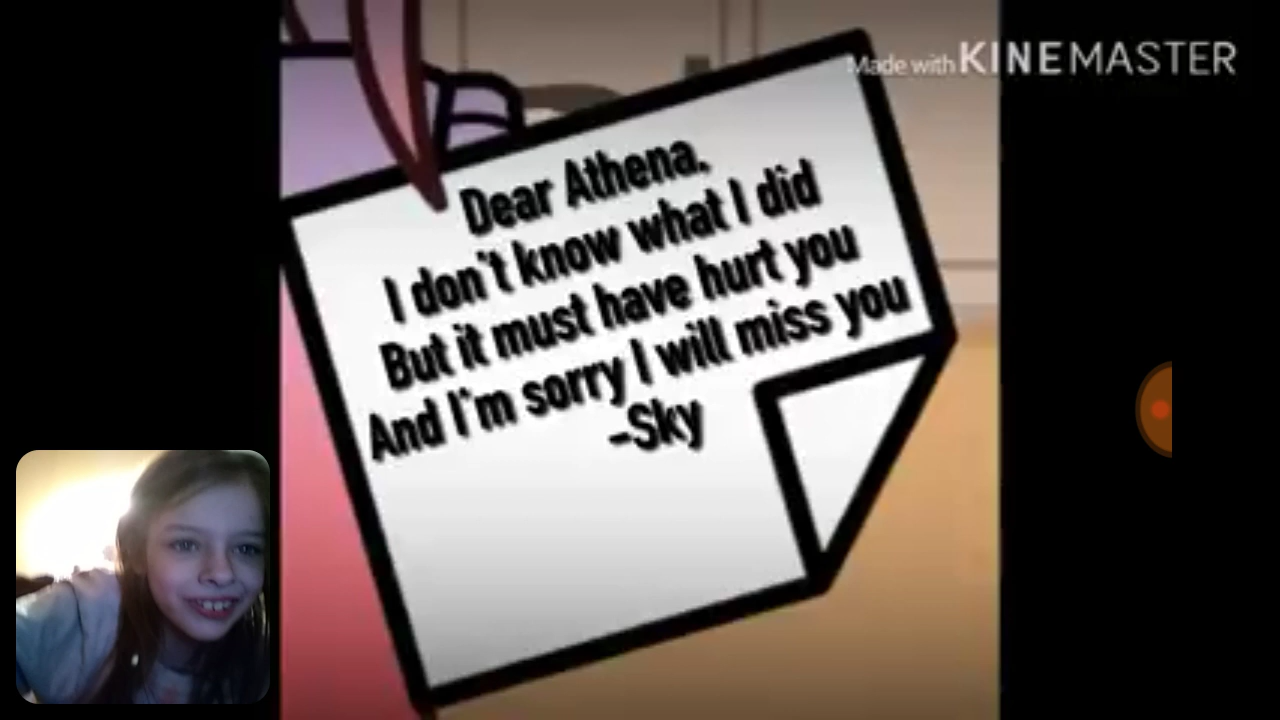 Made with KINEMASTER
Dear Athena.
I don't know what I did
But it must have hurt you
And I'm sorry I will miss you
-Sky